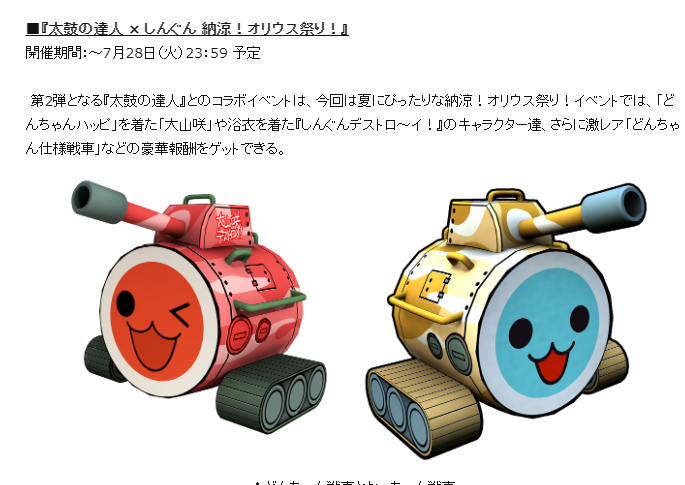 ■『太鼓の達人 × しんぐん 納涼！オリウス祭り！』
開催期間：～7月28日（火）23：59 予定
第2弾となる『太鼓の達人』とのコラボイベントは、今回は夏にぴったりな納涼！オリウス祭り！イベントでは、「ど
んちゃんハッピ」を着た「大山咲」や浴衣を着た『しんぐんデストロ～イ！』のキャラクター達、さらに激レア「どんちゃ
ん仕様戦車」などの豪華報酬をゲットできる。
大山咲